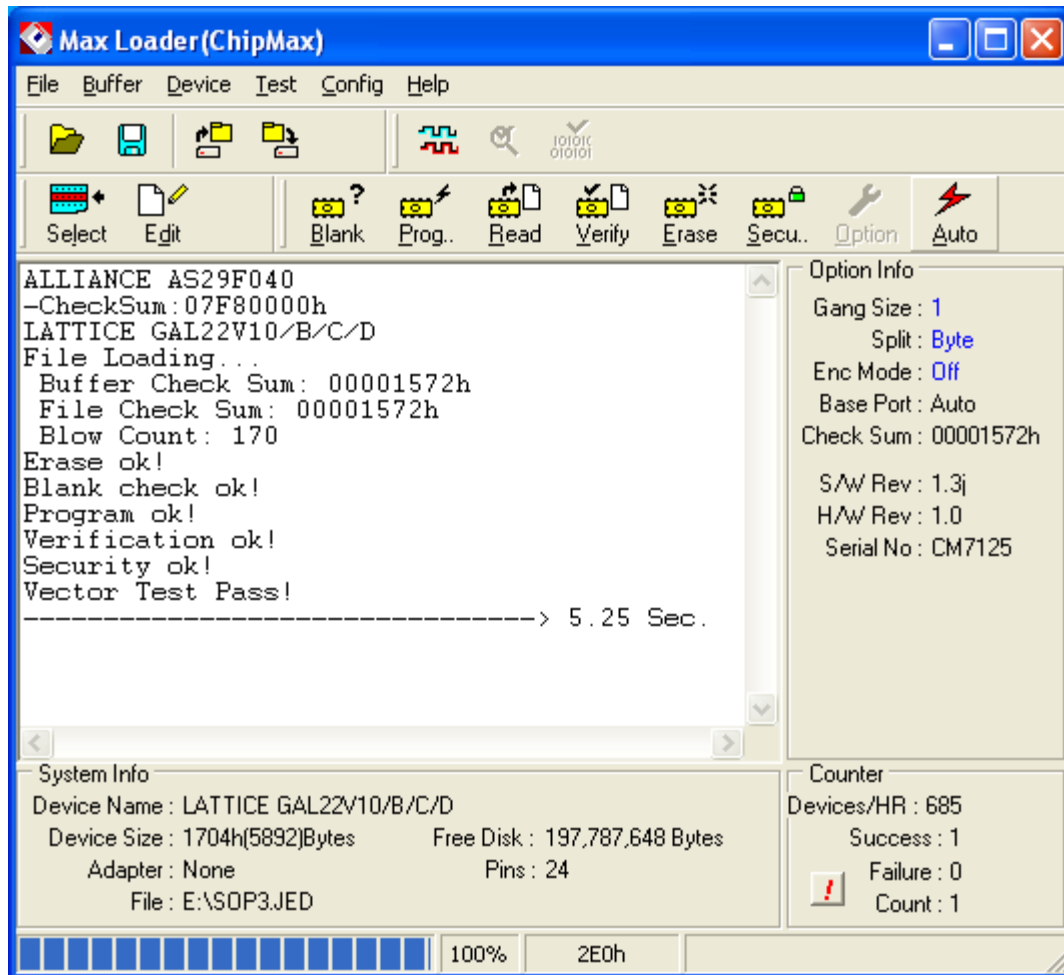 Max Loader(ChipMax)
File Buffer Device Test Config Help
Select Edit Blank Prog.. Read Verify Erase Secu.. Option Auto
ALLIANCE AS29F040
-CheckSum:07F80000h
LATTICE GAL22V10/B/C/D
File Loading...
Buffer Check Sum: 00001572h
File Check Sum: 00001572h
Blow Count: 170
Erase ok!
Blank check ok!
Program ok!
Verification ok!
Security ok!
Vector Test Pass!
--------------------------------> 5.25 Sec.
Option Info
Gang Size : 1
Split : Byte
Enc Mode : Off
Base Port : Auto
Check Sum : 00001572h
S/W Rev : 1.3j
H/W Rev : 1.0
Serial No : CM7125
System Info
Device Name : LATTICE GAL22V10/B/C/D
Device Size : 1704h(5892)Bytes Free Disk : 197,787,648 Bytes
Adapter : None Pins : 24
File : E:\SOP3.JED
Counter
Devices/HR : 685
Success : 1
Failure : 0
Count : 1
100% 2E0h